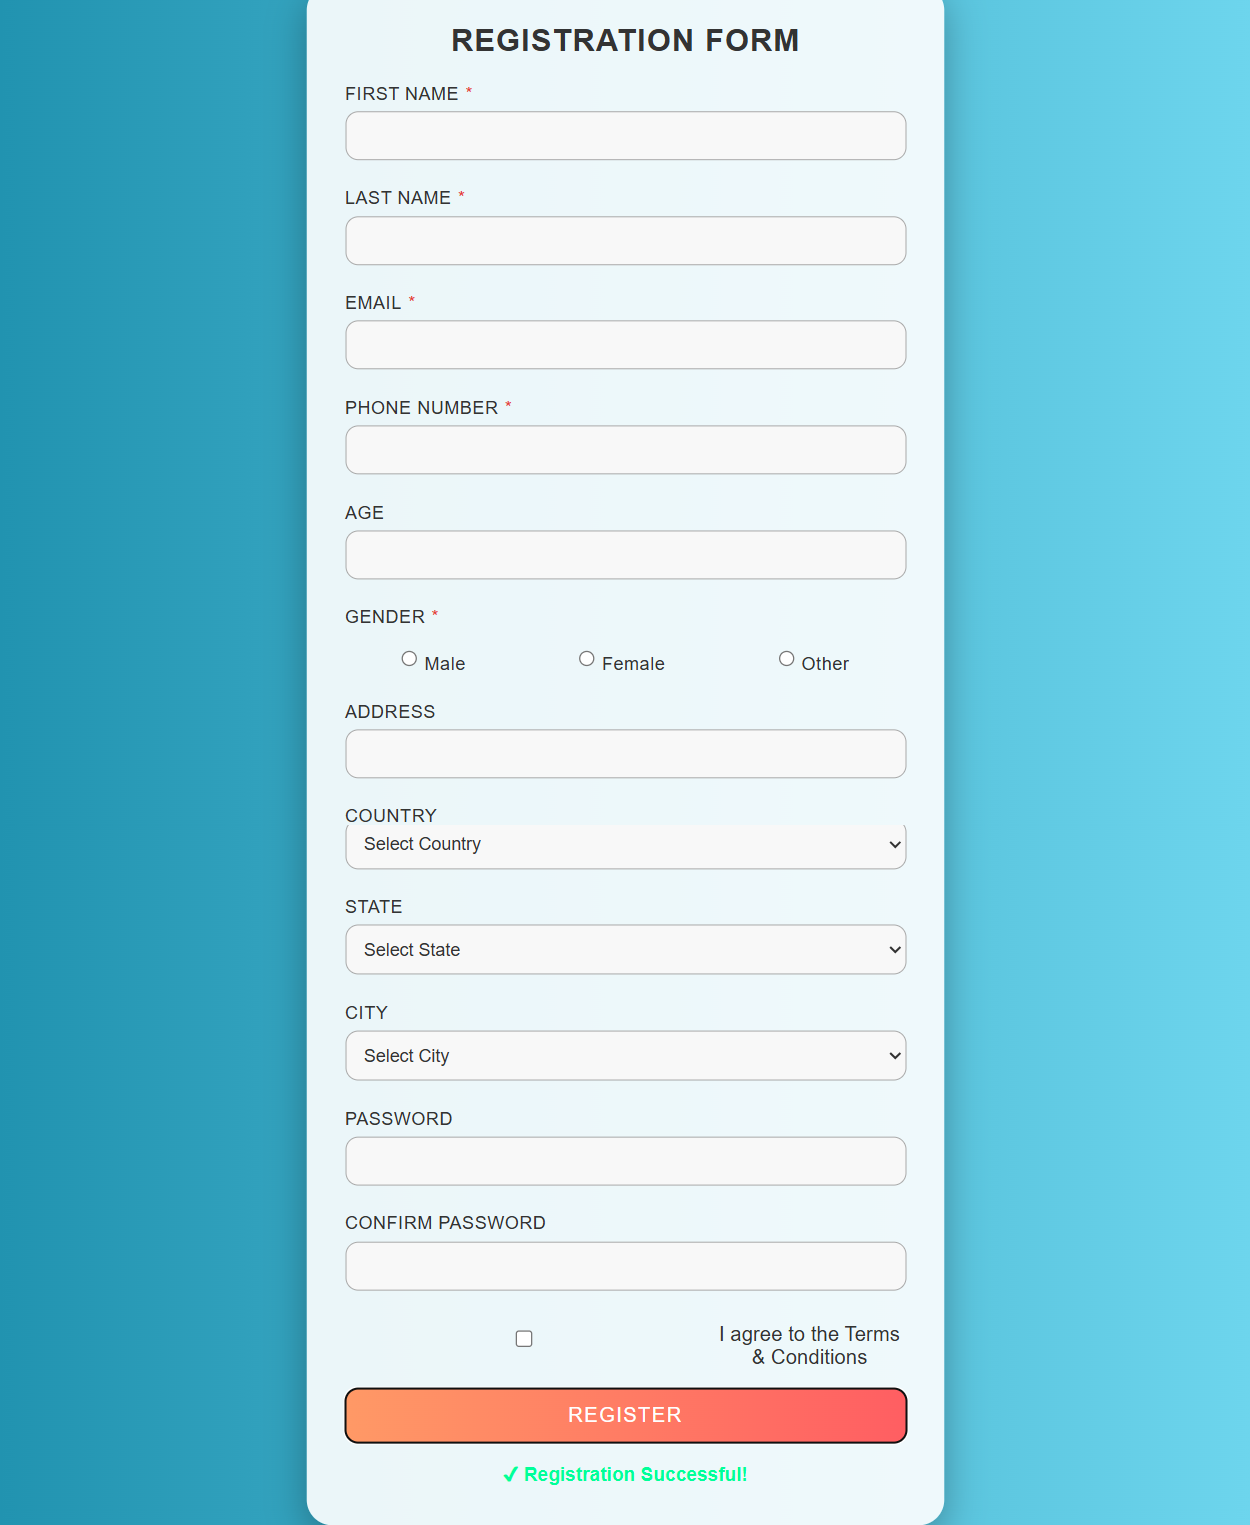 REGISTRATION FORM
FIRST NAME *
LAST NAME *
EMAIL *
PHONE NUMBER *
AGE
GENDER *
Male Female Other
ADDRESS
COUNTRY
Select Country
STATE
Select State
CITY
Select City
PASSWORD
CONFIRM PASSWORD
I agree to the Terms
& Conditions
REGISTER
✔ Registration Successful!